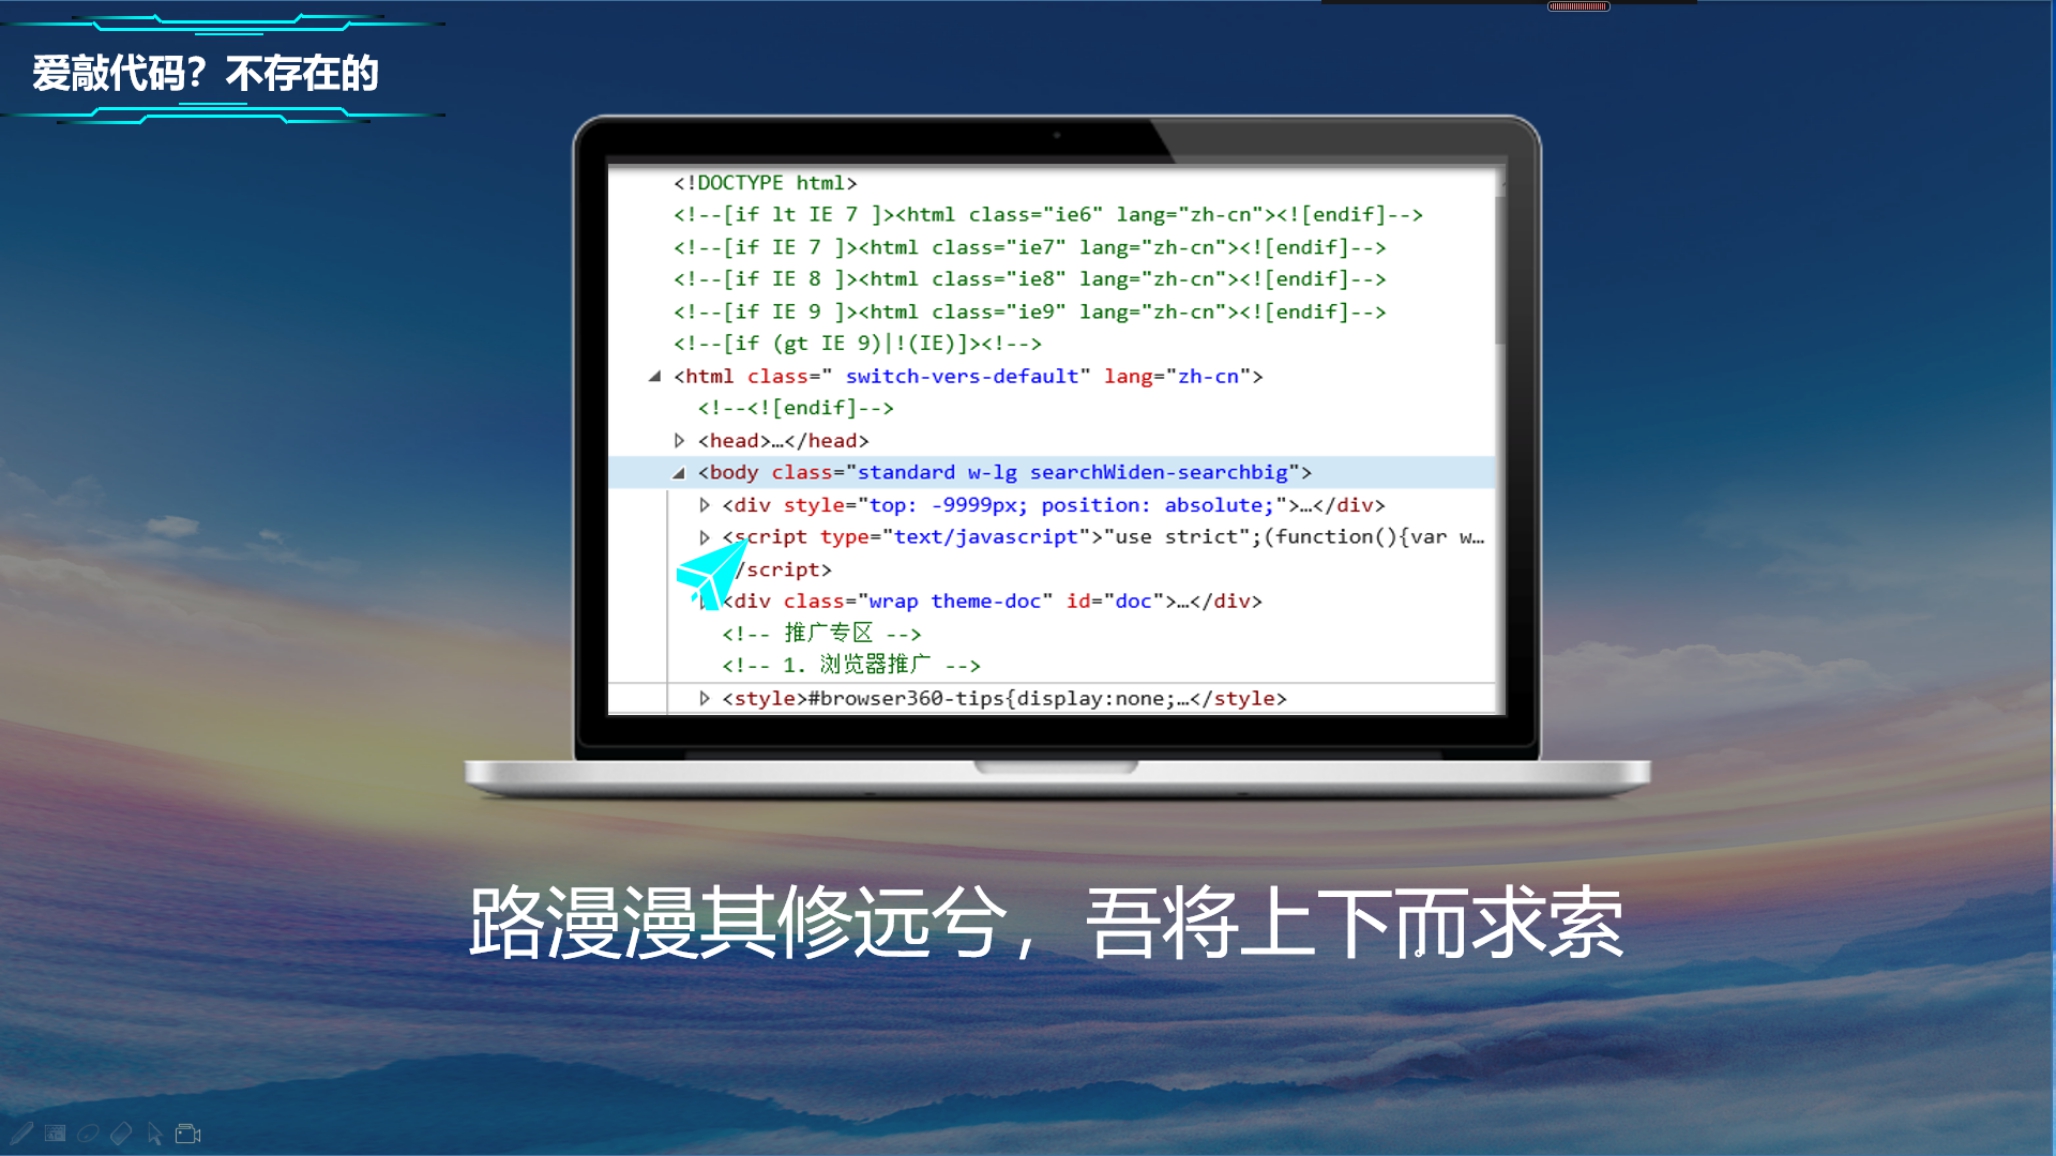 爱敲代码？不存在的
<!DOCTYPE html>
<!--[if lt IE 7 ]><html class="ie6" lang="zh-cn"><![endif]-->
<!--[if IE 7 ]><html class="ie7" lang="zh-cn"><![endif]-->
<!--[if IE 8 ]><html class="ie8" lang="zh-cn"><![endif]-->
<!--[if IE 9 ]><html class="ie9" lang="zh-cn"><![endif]-->
<!--[if (gt IE 9)|!(IE)]><!-->
<html class=" switch-vers-default" lang="zh-cn">
<!--<![endif]-->
<head>…</head>
<body class="standard w-lg searchWiden-searchbig">
<div style="top: -9999px; position: absolute;">…</div>
<script type="text/javascript">"use strict";(function(){var w…
/script>
<div class="wrap theme-doc" id="doc">…</div>
<!-- 推广专区 -->
<!-- 1. 浏览器推广 -->
<style>#browser360-tips{display:none;…</style>
路漫漫其修远兮，吾将上下而求索